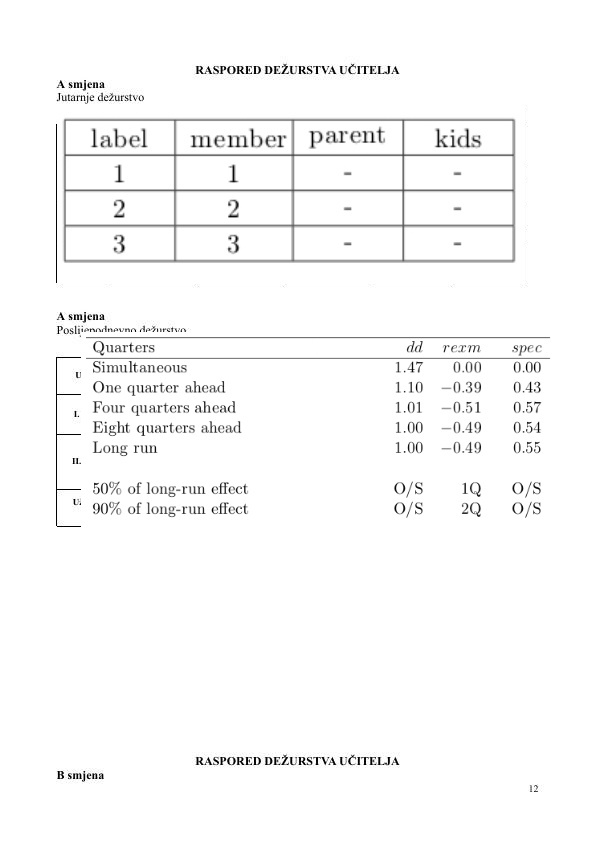 RASPORED DEŽURSTVA UČITELJA
A smjena
Jutarnje dežurstvo
label member parent kids
1 1 - -
2 2 - -
3 3 - -
A smjena
Poslijepodnevno dežurstvo
Quarters dd rexm spec
Simultaneous 1.47 0.00 0.00
One quarter ahead 1.10 −0.39 0.43
Four quarters ahead 1.01 −0.51 0.57
Eight quarters ahead 1.00 −0.49 0.54
Long run 1.00 −0.49 0.55
50% of long-run effect O/S 1Q O/S
90% of long-run effect O/S 2Q O/S
U
I.
II.
RASPORED DEŽURSTVA UČITELJA
B smjena
12